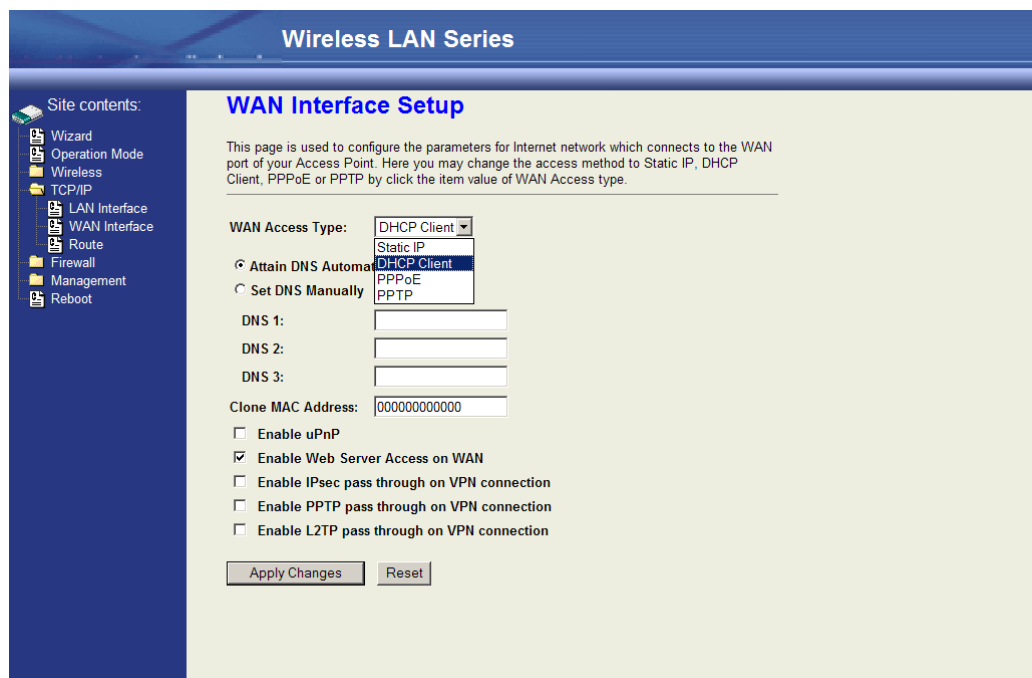 Wireless LAN Series
Site contents:
Wizard
Operation Mode
Wireless
TCP/IP
LAN Interface
WAN Interface
Route
Firewall
Management
Reboot
WAN Interface Setup
This page is used to configure the parameters for Internet network which connects to the WAN
port of your Access Point. Here you may change the access method to Static IP, DHCP
Client, PPPoE or PPTP by click the item value of WAN Access type.
WAN Access Type: DHCP Client
Static IP
DHCP Client
PPPoE
PPTP
Attain DNS Automat
Set DNS Manually
DNS 1:
DNS 2:
DNS 3:
Clone MAC Address: 000000000000
Enable uPnP
Enable Web Server Access on WAN
Enable IPsec pass through on VPN connection
Enable PPTP pass through on VPN connection
Enable L2TP pass through on VPN connection
Apply Changes Reset